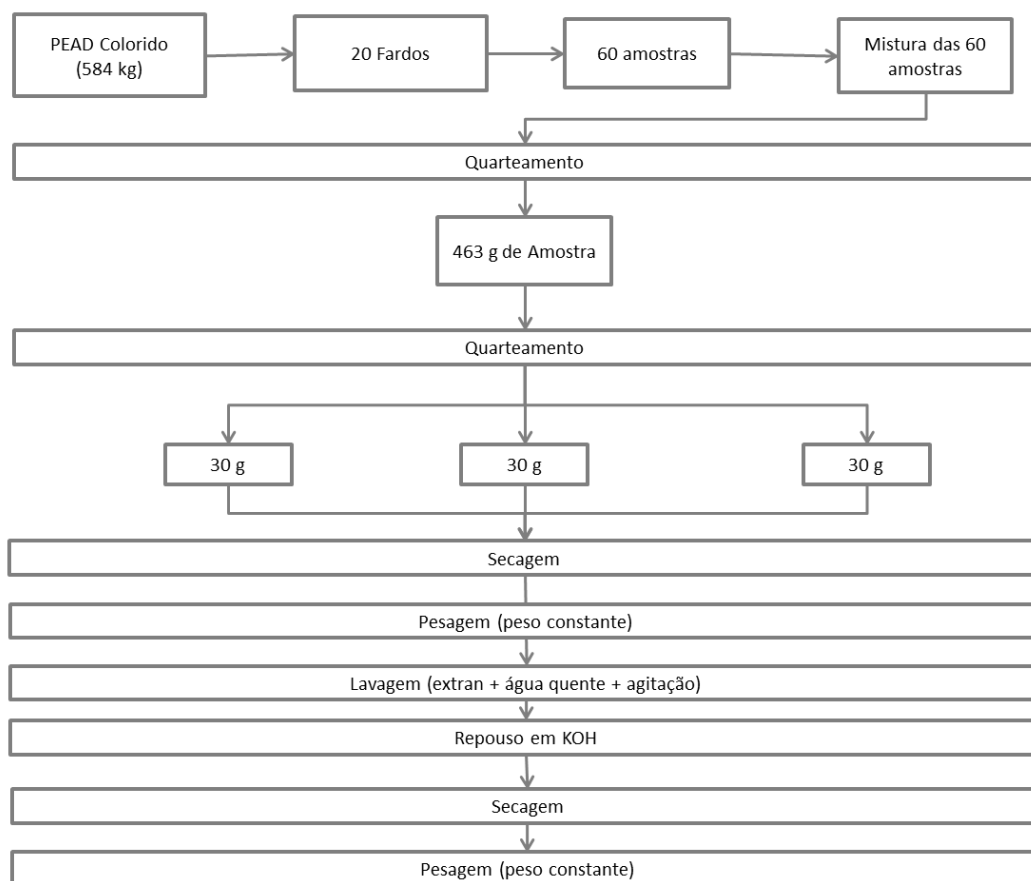 PEAD Colorido
(584 kg)
20 Fardos
60 amostras
Mistura das 60
amostras
Quarteamento
463 g de Amostra
Quarteamento
30 g
30 g
30 g
Secagem
Pesagem (peso constante)
Lavagem (extran + água quente + agitação)
Repouso em KOH
Secagem
Pesagem (peso constante)